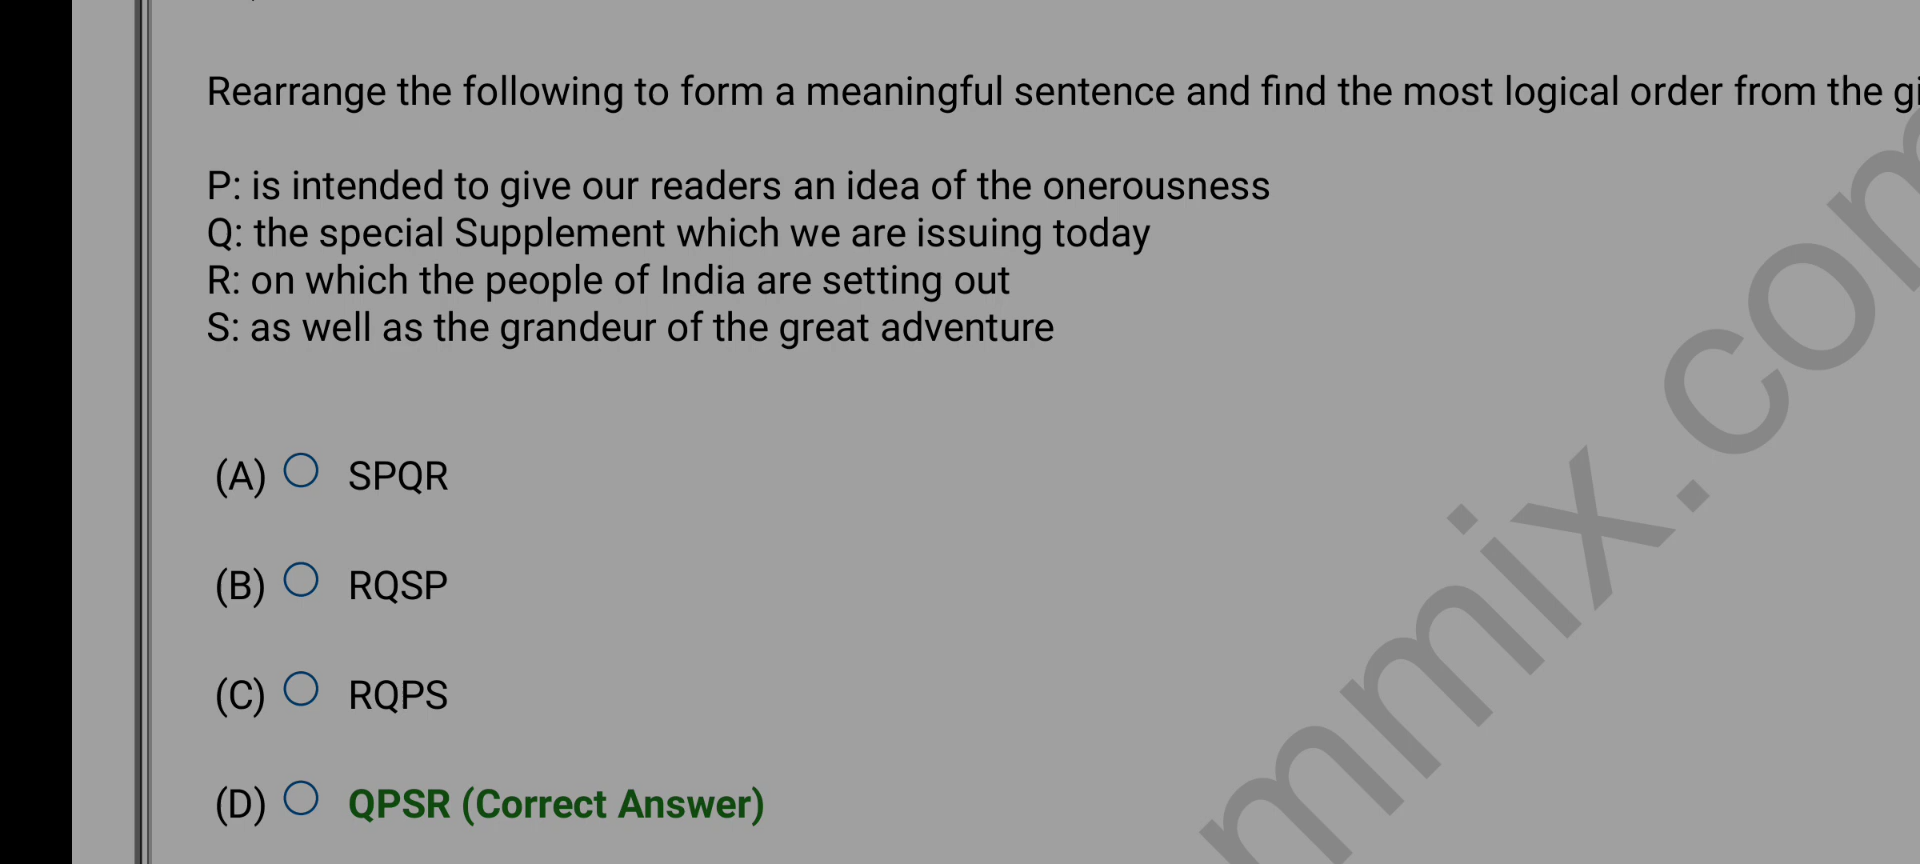 Rearrange the following to form a meaningful sentence and find the most logical order from the gi
P: is intended to give our readers an idea of the onerousness
Q: the special Supplement which we are issuing today
R: on which the people of India are setting out
S: as well as the grandeur of the great adventure
(A) SPQR
(B) RQSP
(C) RQPS
(D) QPSR (Correct Answer)
mmix.com